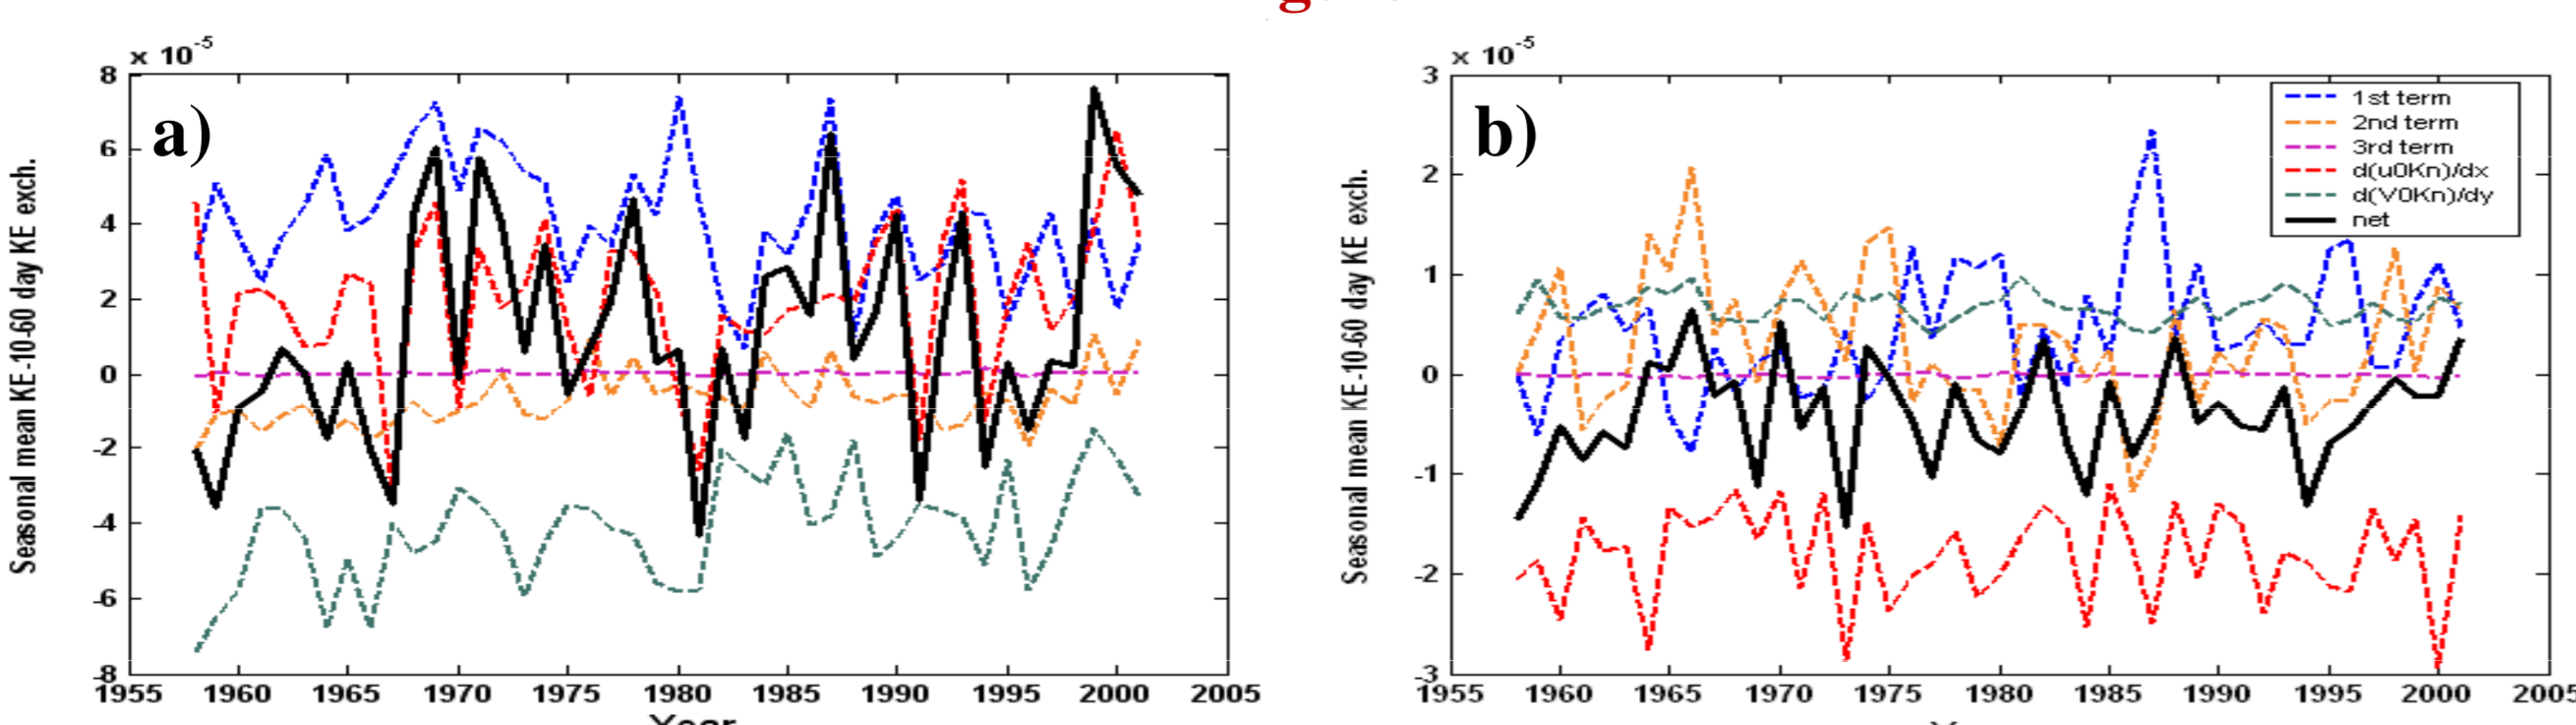 x 10-5
8
6
4
2
0
-2
-4
-6
-8
1955 1960 1965 1970 1975 1980 1985 1990 1995 2000 2005
Seasonal mean KE-10-60 day KE exch.
a)
Year
x 10-5
3
2
1
0
-1
-2
-3
1955 1960 1965 1970 1975 1980 1985 1990 1995 2000
Seasonal mean KE-10-60 day KE exch.
b)
1st term
2nd term
3rd term
d(u0Kn)/dx
d(V0Kn)/dy
net